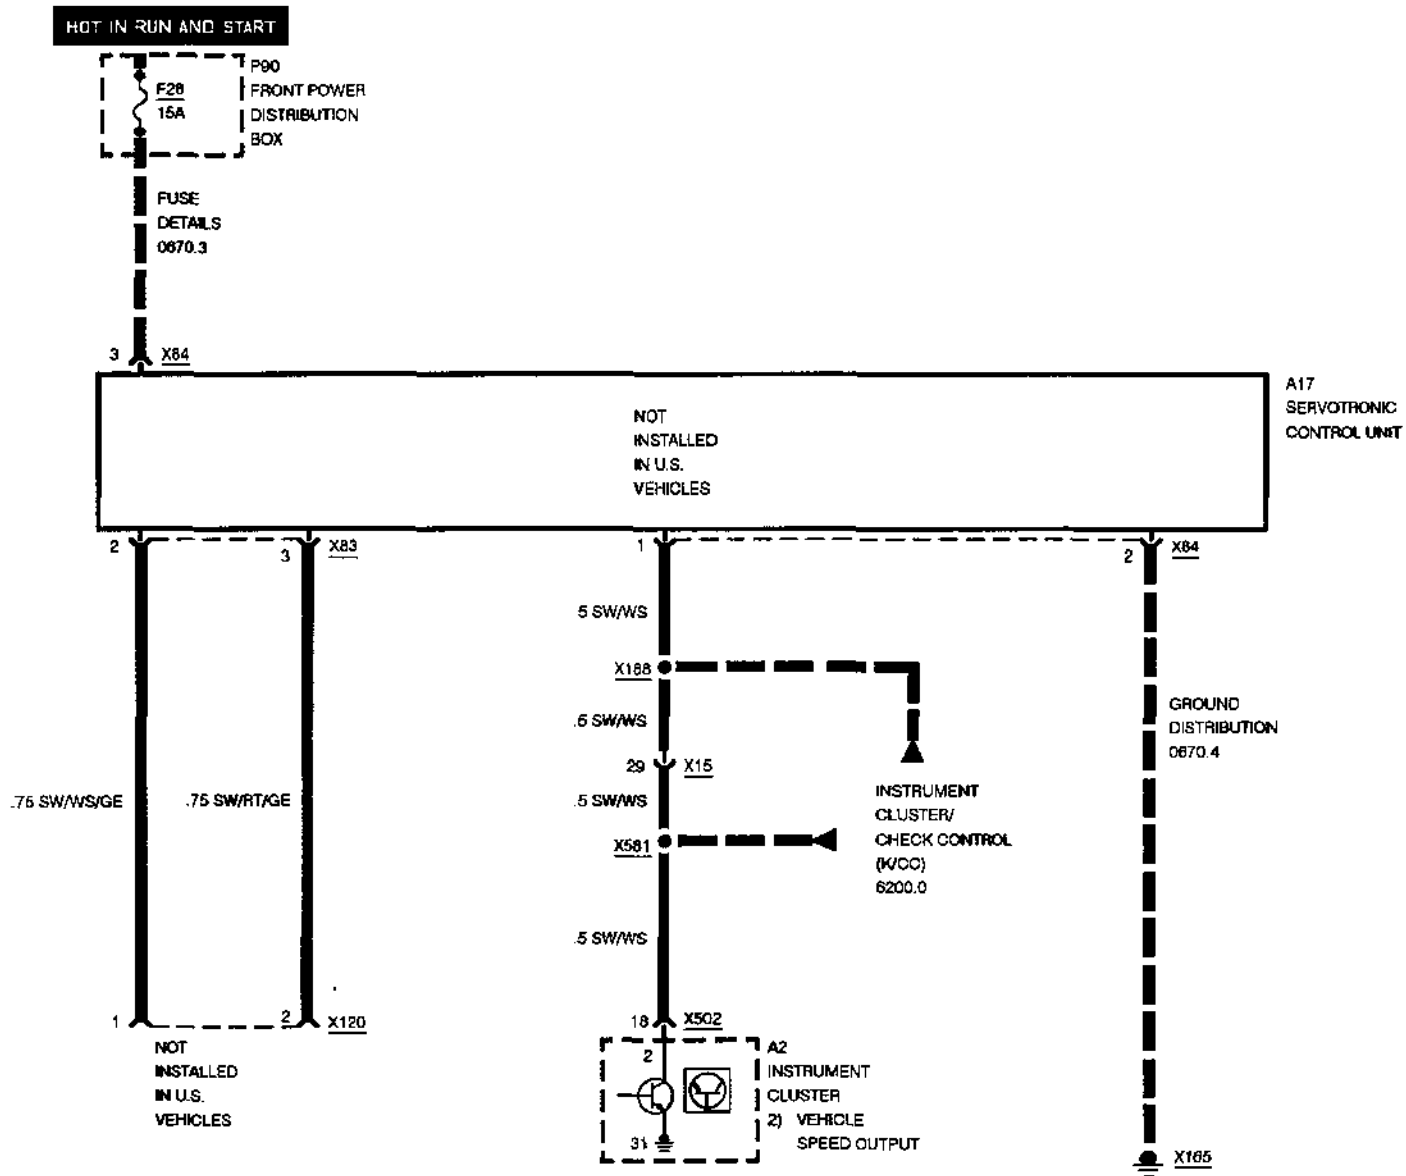 HOT IN RUN AND START
P90
FRONT POWER
DISTRIBUTION
BOX
F28
15A
FUSE
DETAILS
0670.3
3
X64
A17
SERVOTRONIC
CONTROL UNIT
NOT
INSTALLED
IN U.S.
VEHICLES
2
3
X83
1
2
X64
5 SW/WS
X188
.5 SW/WS
GROUND
DISTRIBUTION
0670.4
29
X15
.75 SW/WS/GE
.75 SW/RT/GE
.5 SW/WS
INSTRUMENT
CLUSTER/
CHECK CONTROL
(K/CC)
6200.0
X581
.5 SW/WS
1
2
X120
NOT
INSTALLED
IN U.S.
VEHICLES
18
X502
2
A2
INSTRUMENT
CLUSTER
2) VEHICLE
SPEED OUTPUT
31
X165